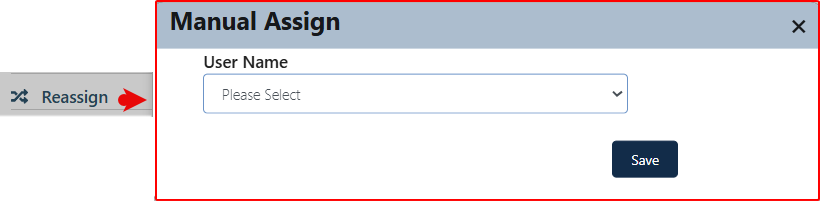 Manual Assign
×
User Name
Please Select
Reassign
Save